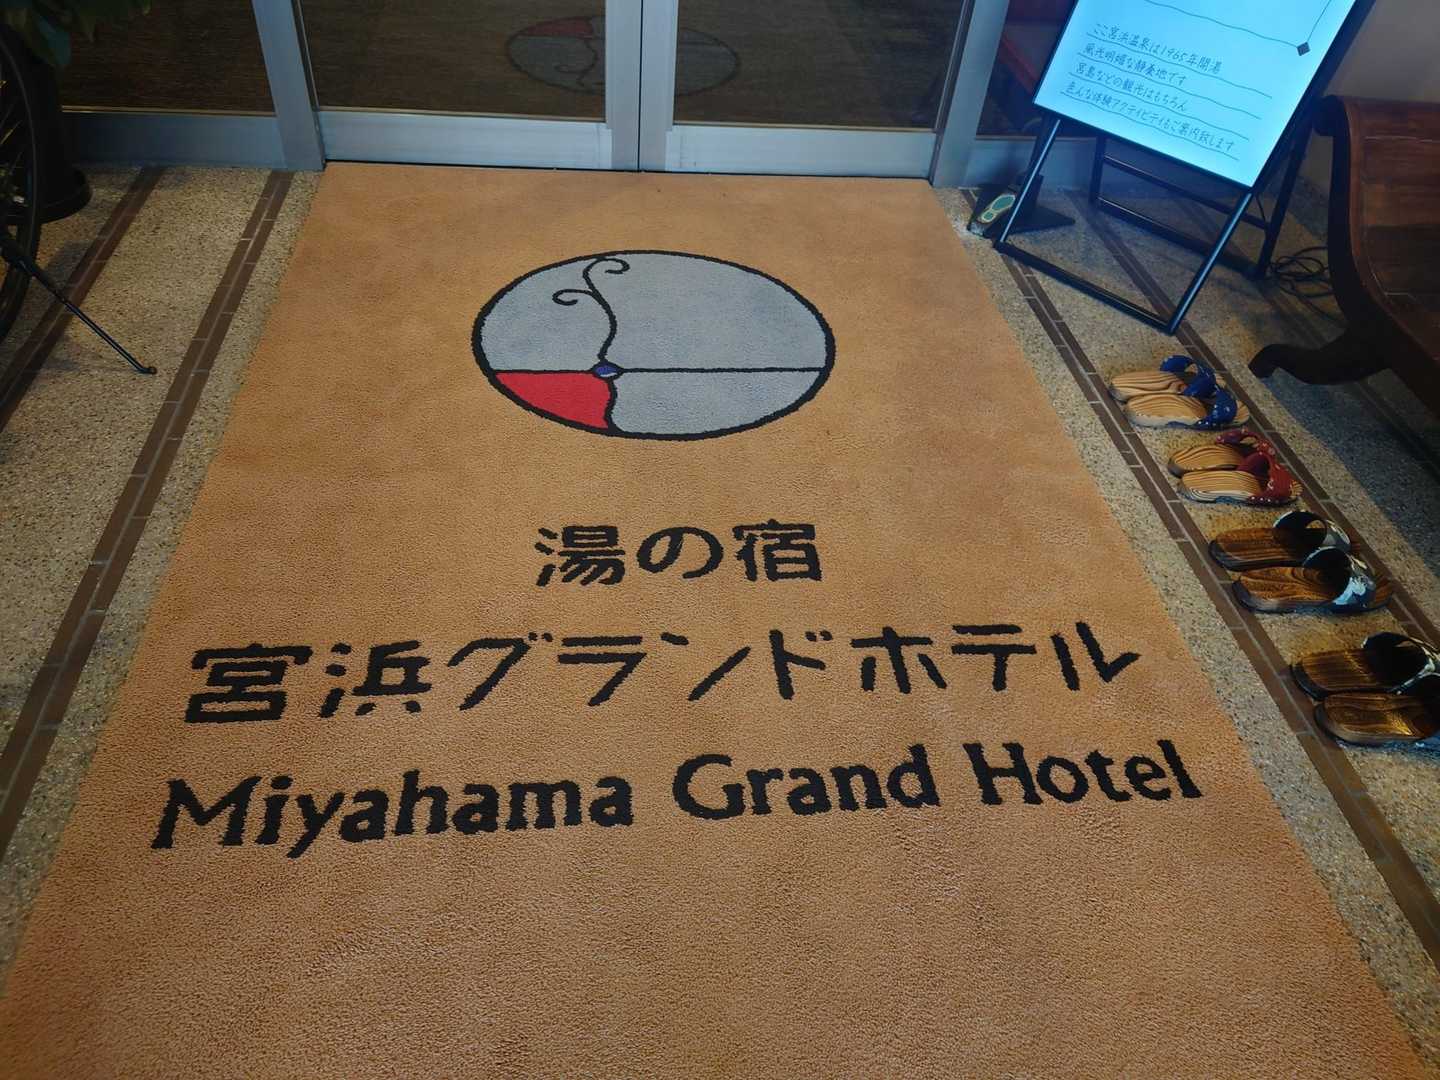 ここ宮浜温泉は1965年開湯
風光明媚な静養地です
宮島などの観光はもちろん
色んな体験アクティビティもご案内致します
湯の宿
宮浜グランドホテル
Miyahama Grand Hotel